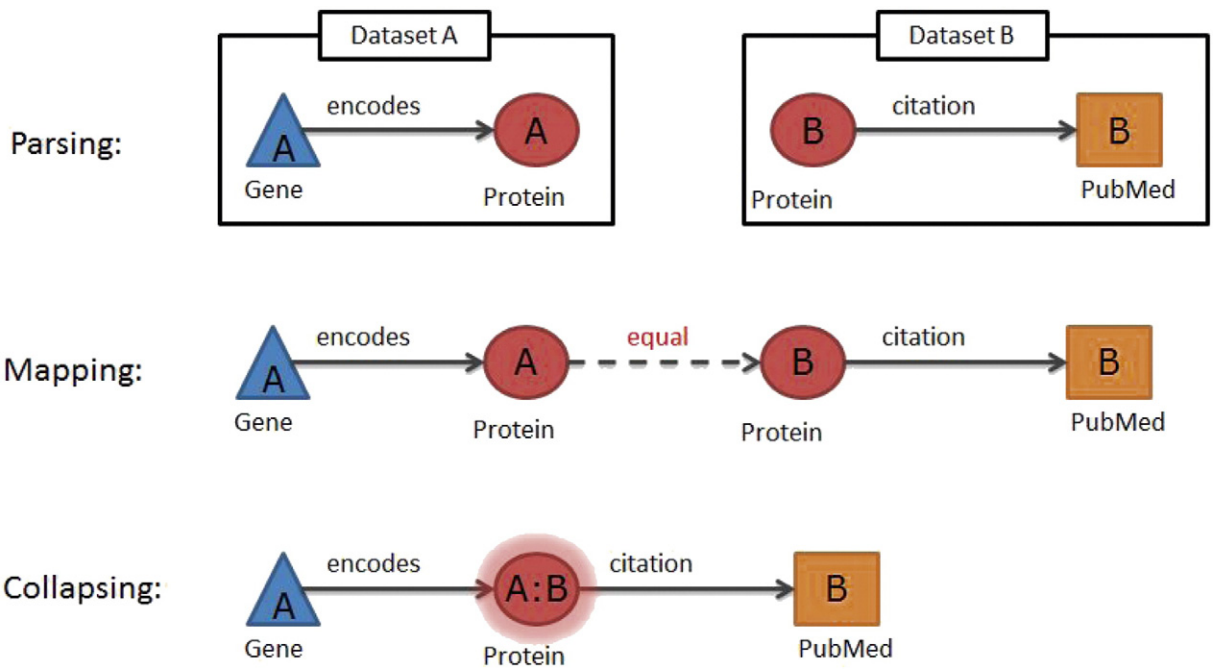 Dataset A
Dataset B
Parsing:
encodes
citation
A
A
B
B
Gene
Protein
Protein
PubMed
Mapping:
encodes
equal
citation
A
A
B
B
Gene
Protein
Protein
PubMed
Collapsing:
encodes
citation
A
A:B
B
Gene
Protein
PubMed